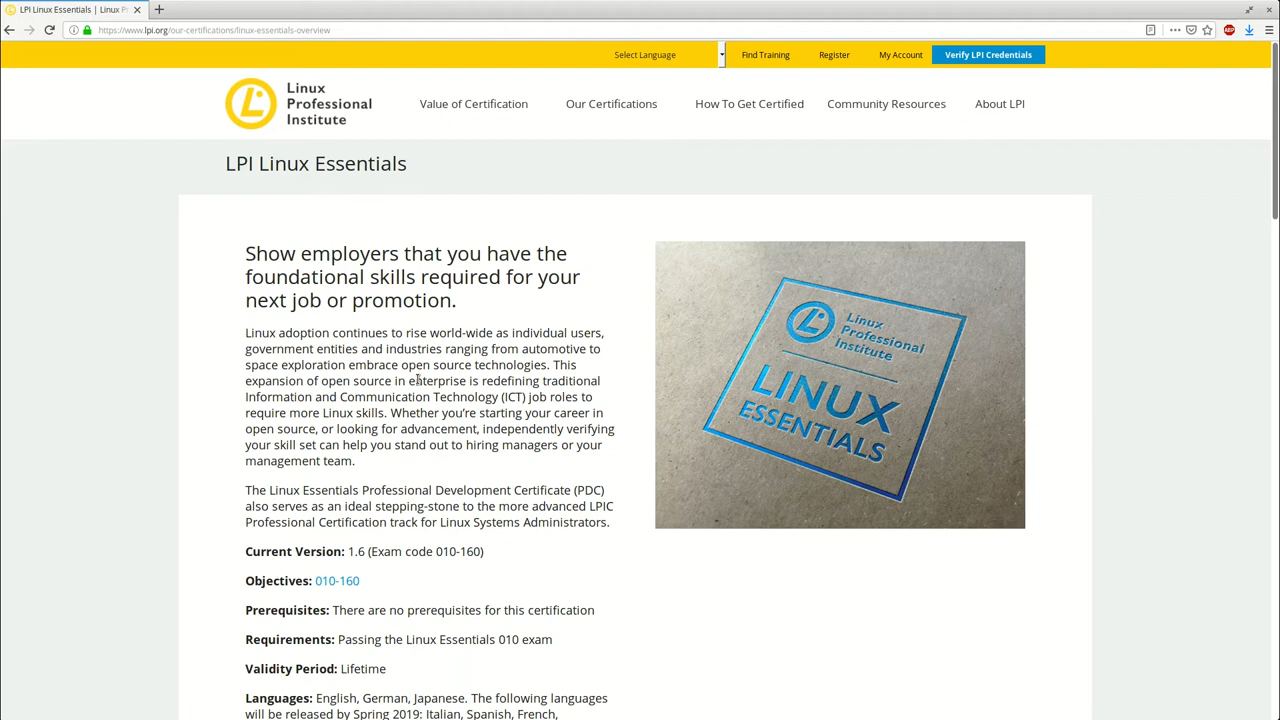 LPI Linux Essentials | Linux P
https://www.lpi.org/our-certifications/linux-essentials-overview
ABP
Select Language
Find Training
Register
My Account
Verify LPI Credentials
Linux
Professional
Institute
Value of Certification
Our Certifications
How To Get Certified
Community Resources
About LPI
LPI Linux Essentials
Show employers that you have the
foundational skills required for your
next job or promotion.
Linux adoption continues to rise world-wide as individual users,
government entities and industries ranging from automotive to
space exploration embrace open source technologies. This
expansion of open source in enterprise is redefining traditional
Information and Communication Technology (ICT) job roles to
require more Linux skills. Whether you’re starting your career in
open source, or looking for advancement, independently verifying
your skill set can help you stand out to hiring managers or your
management team.
The Linux Essentials Professional Development Certificate (PDC)
also serves as an ideal stepping-stone to the more advanced LPIC
Professional Certification track for Linux Systems Administrators.
Current Version: 1.6 (Exam code 010-160)
Objectives: 010-160
Prerequisites: There are no prerequisites for this certification
Requirements: Passing the Linux Essentials 010 exam
Validity Period: Lifetime
Languages: English, German, Japanese. The following languages
will be released by Spring 2019: Italian, Spanish, French,
Linux
Professional
Institute
LINUX
ESSENTIALS